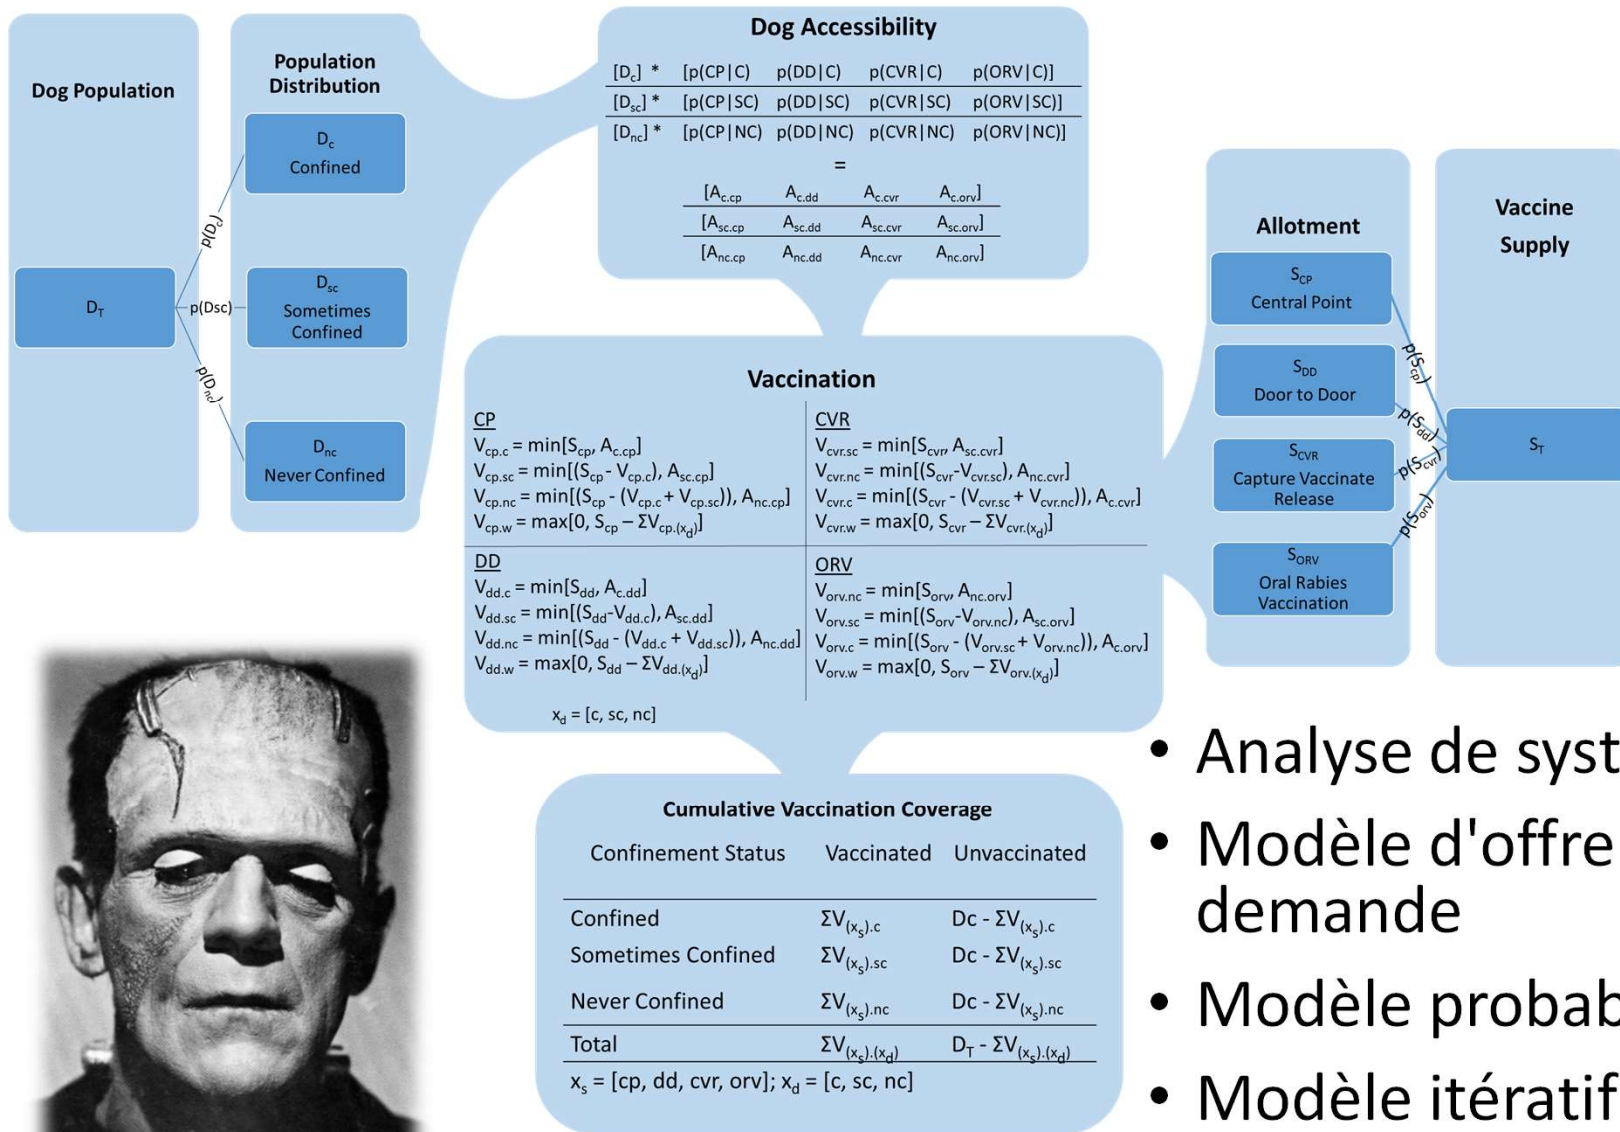 Dog Population
D_T
p(D_c)
p(Dsc)
p(D_nc)
Population
Distribution
D_c
Confined
D_sc
Sometimes
Confined
D_nc
Never Confined
Dog Accessibility
[D_c] * [p(CP|C) p(DD|C) p(CVR|C) p(ORV|C)]
[D_sc] * [p(CP|SC) p(DD|SC) p(CVR|SC) p(ORV|SC)]
[D_nc] * [p(CP|NC) p(DD|NC) p(CVR|NC) p(ORV|NC)]
=
[A_c.cp A_c.dd A_c.cvr A_c.orv]
[A_sc.cp A_sc.dd A_sc.cvr A_sc.orv]
[A_nc.cp A_nc.dd A_nc.cvr A_nc.orv]
Vaccination
CP
V_cp.c = min[S_cp, A_c.cp]
V_cp.sc = min[(S_cp - V_cp.c), A_sc.cp]
V_cp.nc = min[(S_cp - (V_cp.c + V_cp.sc)), A_nc.cp]
V_cp.w = max[0, S_cp – ΣV_cp.(x_d)]
CVR
V_cvr.sc = min[S_cvr, A_sc.cvr]
V_cvr.nc = min[(S_cvr-V_cvr.sc), A_nc.cvr]
V_cvr.c = min[(S_cvr - (V_cvr.sc + V_cvr.nc)), A_c.cvr]
V_cvr.w = max[0, S_cvr – ΣV_cvr.(x_d)]
DD
V_dd.c = min[S_dd, A_c.dd]
V_dd.sc = min[(S_dd-V_dd.c), A_sc.dd]
V_dd.nc = min[(S_dd - (V_dd.c + V_dd.sc)), A_nc.dd]
V_dd.w = max[0, S_dd – ΣV_dd.(x_d)]
ORV
V_orv.nc = min[S_orv, A_nc.orv]
V_orv.sc = min[(S_orv-V_orv.nc), A_sc.orv]
V_orv.c = min[(S_orv - (V_orv.sc + V_orv.nc)), A_c.orv]
V_orv.w = max[0, S_orv – ΣV_orv.(x_d)]
x_d = [c, sc, nc]
Allotment
S_CP
Central Point
S_DD
Door to Door
S_CVR
Capture Vaccinate
Release
S_ORV
Oral Rabies
Vaccination
p(S_cp)
p(S_dd)
p(S_cvr)
p(S_orv)
Vaccine
Supply
S_T
Cumulative Vaccination Coverage
Confinement Status Vaccinated Unvaccinated
Confined ΣV_(x_s).c Dc - ΣV_(x_s).c
Sometimes Confined ΣV_(x_s).sc Dc - ΣV_(x_s).sc
Never Confined ΣV_(x_s).nc Dc - ΣV_(x_s).nc
Total ΣV_(x_s).(x_d) D_T - ΣV_(x_s).(x_d)
x_s = [cp, dd, cvr, orv]; x_d = [c, sc, nc]
• Analyse de syst
• Modèle d'offre
demande
• Modèle probab
• Modèle itératif